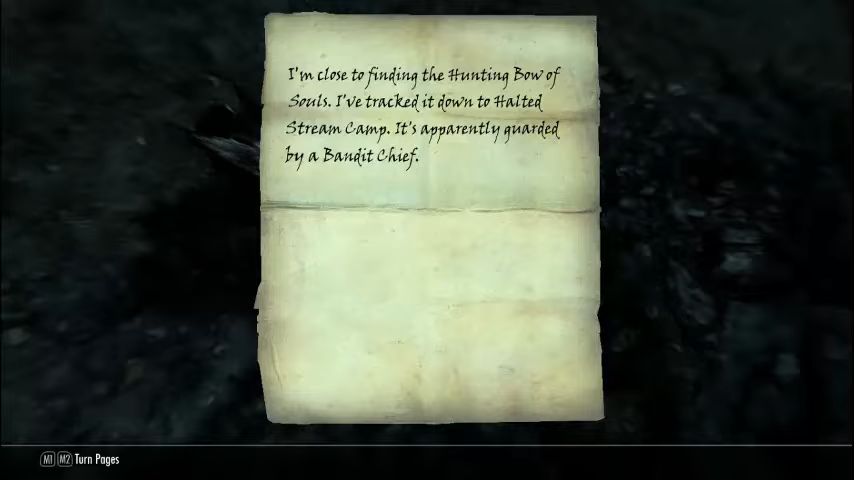 I'm close to finding the Hunting Bow of
Souls. I've tracked it down to Halted
Stream Camp. It's apparently guarded
by a Bandit Chief.
M1 M2 Turn Pages